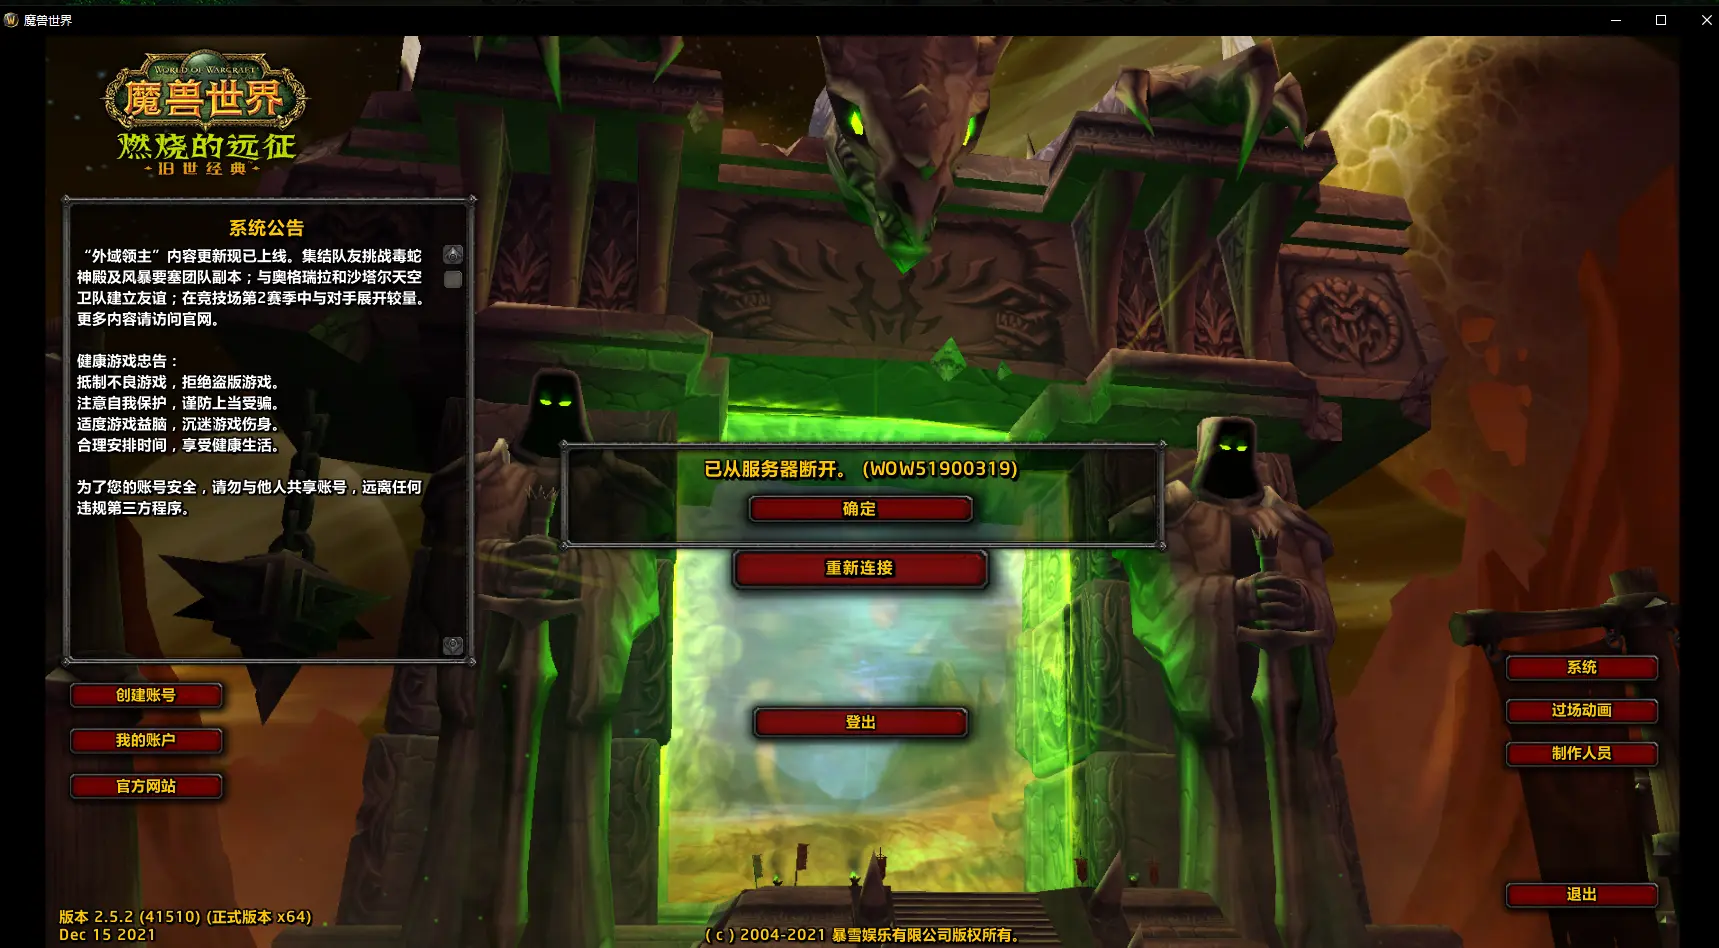 魔兽世界
WORLD OF WARCRAFT
魔兽世界
燃烧的远征
旧世经典
系统公告
“外域领主”内容更新现已上线。集结队友挑战毒蛇
神殿及风暴要塞团队副本；与奥格瑞拉和沙塔尔天空
卫队建立友谊；在竞技场第2赛季中与对手展开较量。
更多内容请访问官网。
健康游戏忠告：
抵制不良游戏，拒绝盗版游戏。
注意自我保护，谨防上当受骗。
适度游戏益脑，沉迷游戏伤身。
合理安排时间，享受健康生活。
为了您的账号安全，请勿与他人共享账号，远离任何
违规第三方程序。
已从服务器断开。 (WOW51900319)
确定
重新连接
登出
创建账号
我的账户
官方网站
系统
过场动画
制作人员
退出
版本 2.5.2 (41510) (正式版本 x64)
Dec 15 2021
( c ) 2004-2021 暴雪娱乐有限公司版权所有。